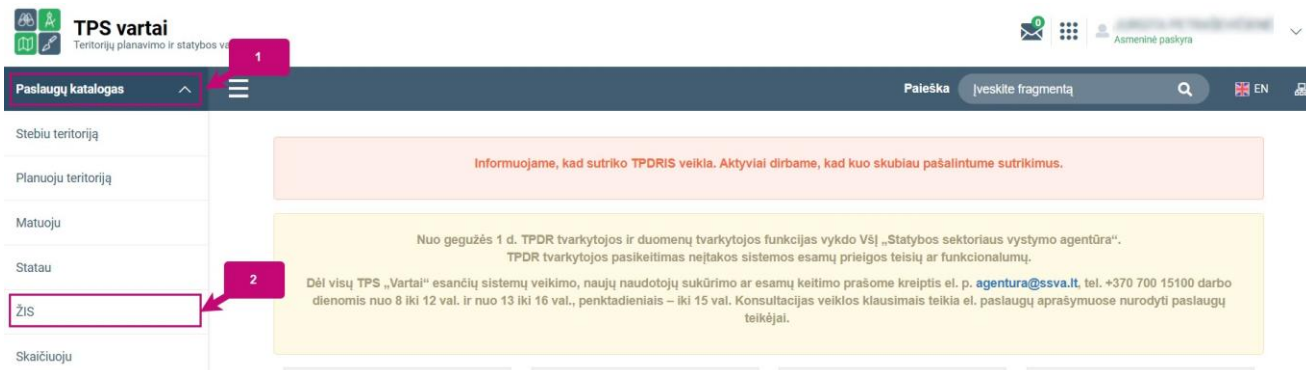 TPS vartai
Teritorijų planavimo ir statybos va
1
Asmeninė paskyra
Paslaugų katalogas
Paieška
Įveskite fragmentą
EN
Stebiu teritoriją
Planuoju teritoriją
Matuoju
Statau
2
ŽIS
Skaičiuoju
Informuojame, kad sutriko TPDRIS veikla. Aktyviai dirbame, kad kuo skubiau pašalintume sutrikimus.
Nuo gegužės 1 d. TPDR tvarkytojos ir duomenų tvarkytojos funkcijas vykdo VšĮ „Statybos sektoriaus vystymo agentūra“.
TPDR tvarkytojos pasikeitimas neįtakos sistemos esamų prieigos teisių ar funkcionalumų.
Dėl visų TPS „Vartai“ esančių sistemų veikimo, naujų naudotojų sukūrimo ar esamų keitimo prašome kreiptis el. p. agentura@ssva.lt, tel. +370 700 15100 darbo
dienomis nuo 8 iki 12 val. ir nuo 13 iki 16 val., penktadieniais – iki 15 val. Konsultacijas veiklos klausimais teikia el. paslaugų aprašymuose nurodyti paslaugų
teikėjai.